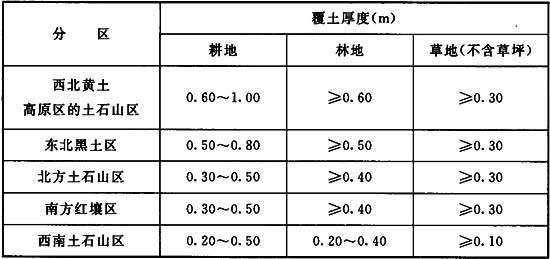 分 区
覆土厚度(m)
耕地 林地 草地(不含草坪)
西北黄土
高原区的土石山区
0.60～1.00 ≥0.60 ≥0.30
东北黑土区 0.50～0.80 ≥0.50 ≥0.30
北方土石山区 0.30～0.50 ≥0.40 ≥0.30
南方红壤区 0.30～0.50 ≥0.40 ≥0.30
西南土石山区 0.20～0.50 0.20～0.40 ≥0.10